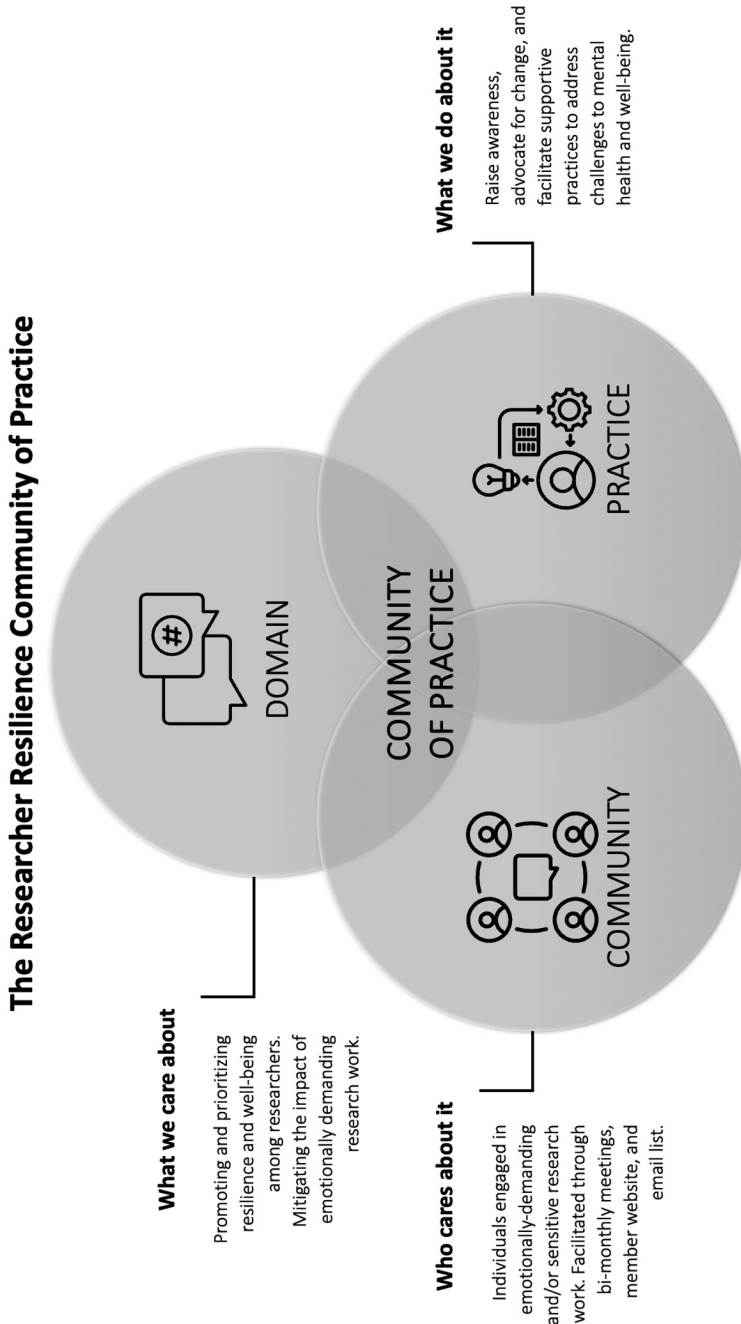 The Researcher Resilience Community of Practice
What we care about
Promoting and prioritizing
resilience and well-being
among researchers.
Mitigating the impact of
emotionally demanding
research work.
#
DOMAIN
COMMUNITY
OF PRACTICE
Who cares about it
Individuals engaged in
emotionally-demanding
and/or sensitive research
work. Facilitated through
bi-monthly meetings,
member website, and
email list.
COMMUNITY
PRACTICE
What we do about it
Raise awareness,
advocate for change, and
facilitate supportive
practices to address
challenges to mental
health and well-being.